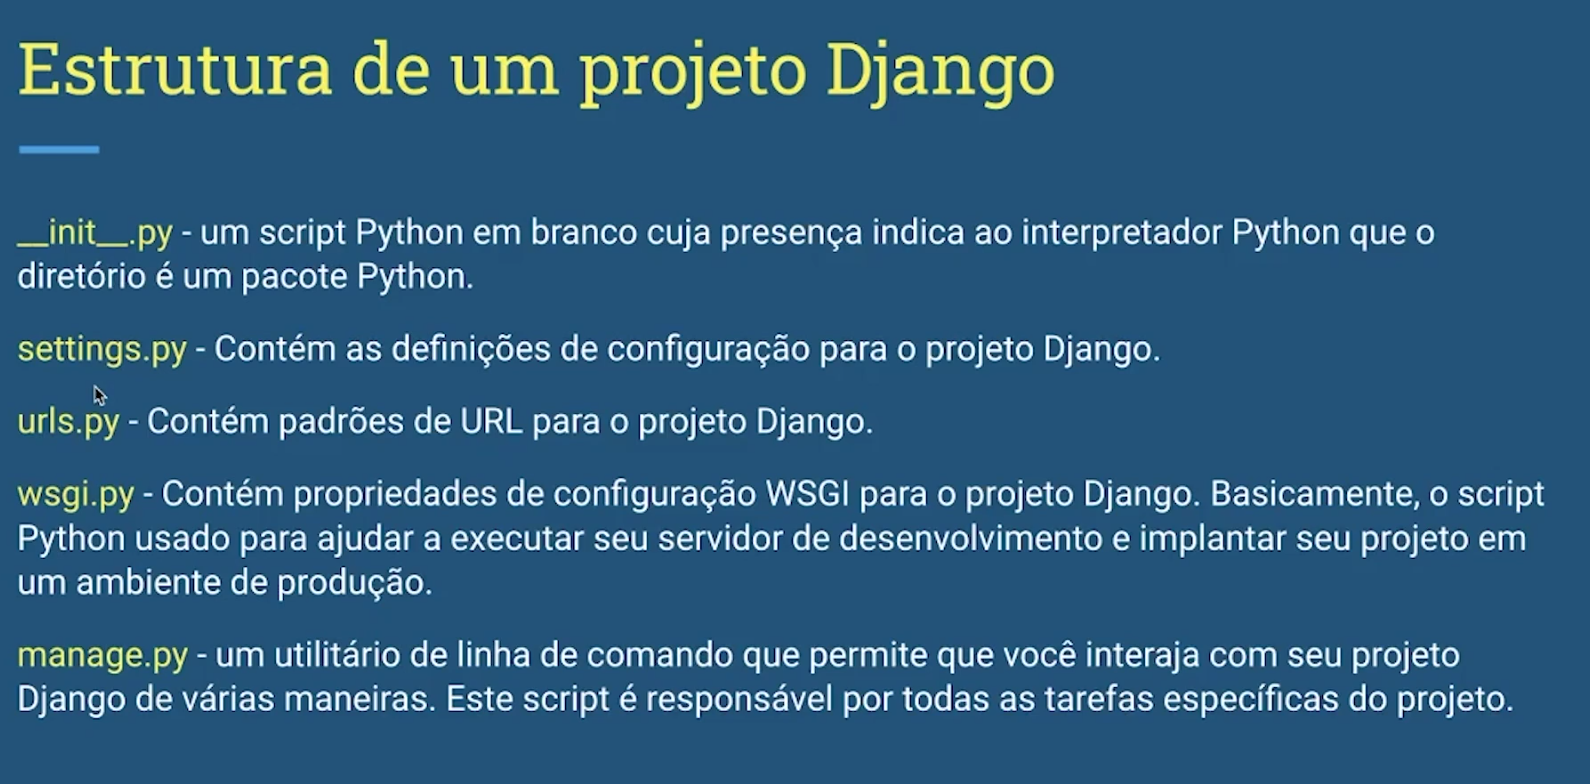 Estrutura de um projeto Django
__init__.py - um script Python em branco cuja presença indica ao interpretador Python que o
diretório é um pacote Python.
settings.py - Contém as definições de configuração para o projeto Django.
urls.py - Contém padrões de URL para o projeto Django.
wsgi.py - Contém propriedades de configuração WSGI para o projeto Django. Basicamente, o script
Python usado para ajudar a executar seu servidor de desenvolvimento e implantar seu projeto em
um ambiente de produção.
manage.py - um utilitário de linha de comando que permite que você interaja com seu projeto
Django de várias maneiras. Este script é responsável por todas as tarefas específicas do projeto.